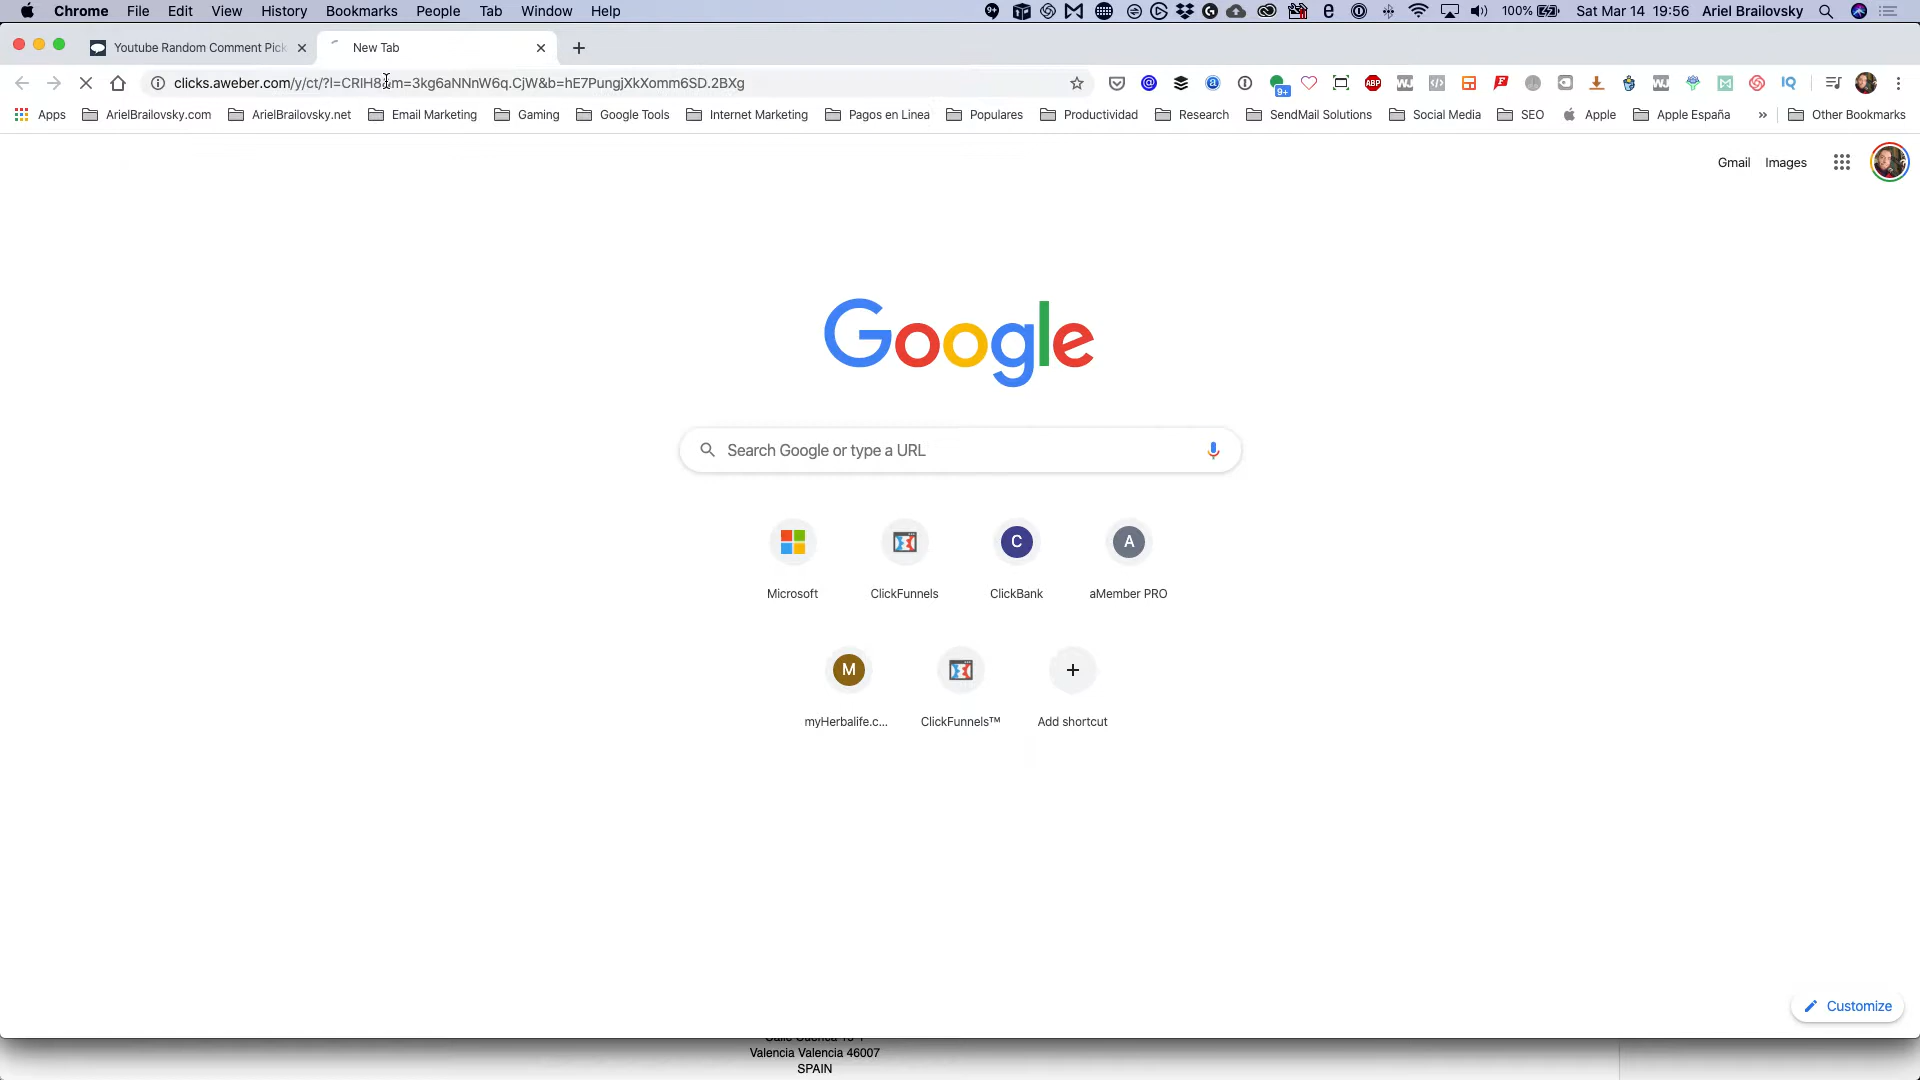 Chrome File Edit View History Bookmarks People Tab Window Help 100% Sat Mar 14 19:56 Ariel Brailovsky
Youtube Random Comment Pick New Tab
clicks.aweber.com/y/ct/?l=CRIH8&m=3kg6aNNnW6q.CjW&b=hE7PungjXkXomm6SD.2BXg
Apps ArielBrailovsky.com ArielBrailovsky.net Email Marketing Gaming Google Tools Internet Marketing Pagos en Linea Populares Productividad Research SendMail Solutions Social Media SEO Apple Apple España » Other Bookmarks
Gmail Images
Google
Search Google or type a URL
C A
Microsoft ClickFunnels ClickBank aMember PRO
M
myHerbalife.c... ClickFunnels™ Add shortcut
Customize
Valencia Valencia 46007
SPAIN